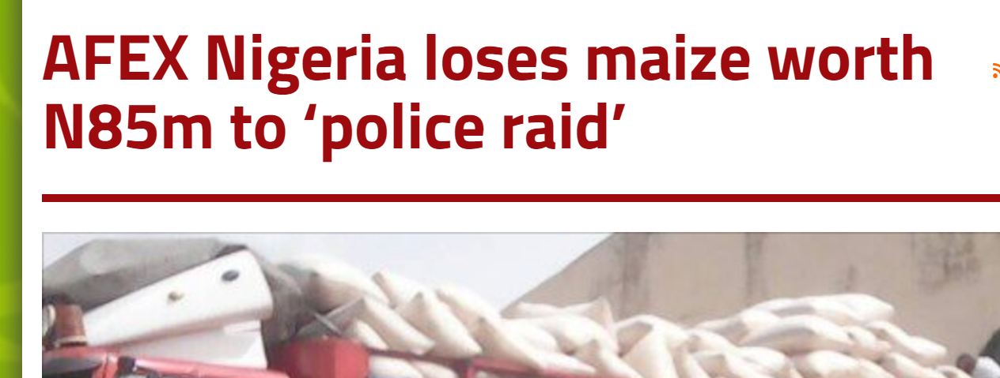 AFEX Nigeria loses maize worth
N85m to ‘police raid’